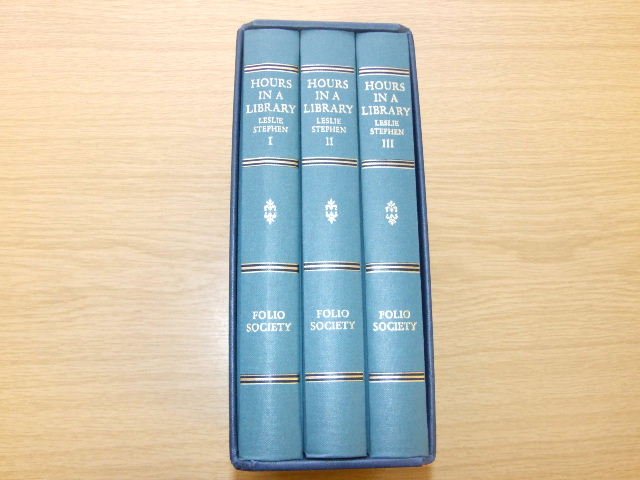 HOURS
IN A
LIBRARY
LESLIE
STEPHEN
I
FOLIO
SOCIETY
HOURS
IN A
LIBRARY
LESLIE
STEPHEN
II
FOLIO
SOCIETY
HOURS
IN A
LIBRARY
LESLIE
STEPHEN
III
FOLIO
SOCIETY